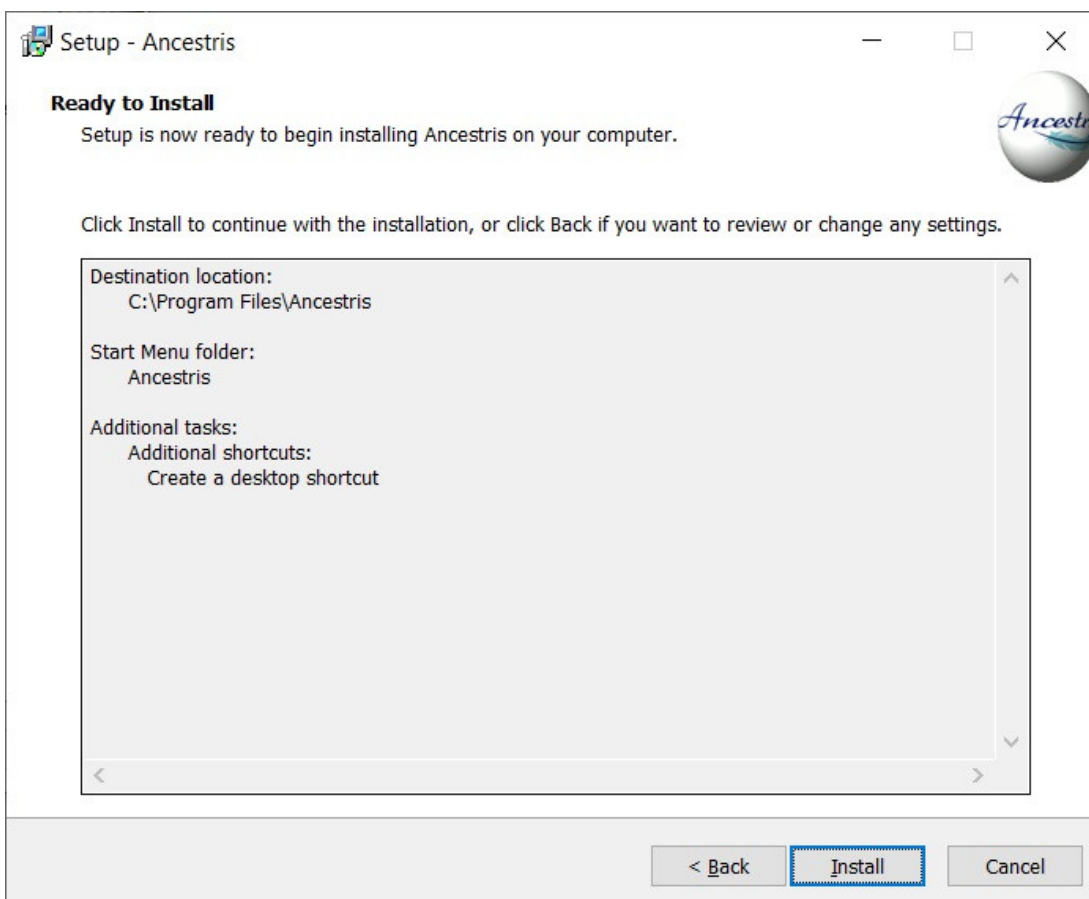 Setup - Ancestris
Ready to Install
Setup is now ready to begin installing Ancestris on your computer.
Ancestr
Click Install to continue with the installation, or click Back if you want to review or change any settings.
Destination location:
C:\Program Files\Ancestris
Start Menu folder:
Ancestris
Additional tasks:
Additional shortcuts:
Create a desktop shortcut
< Back
Install
Cancel